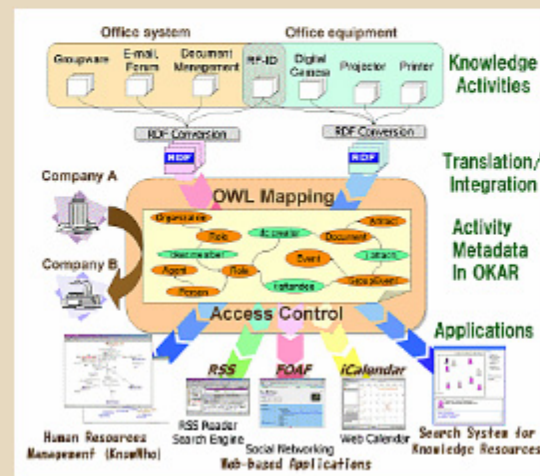 Office system
Office equipment
Groupware
E-mail, Forum
Document Management
RF-ID
Digital Camera
Projector
Printer
Knowledge Activities
RDF Conversion
RDF Conversion
RDF
RDF
Translation/ Integration
Company A
OWL Mapping
Organization
Role
dc:creator
Document
Event
Agent
Role
Person
GroupEvent
Activity Metadata In OKAR
Company B
Access Control
Applications
RSS
FOAF
iCalendar
RSS Reader Search Engine
Social Networking
Web Calendar
Human Resources Management (KnowWho)
Search System for Knowledge Resources
Web-based Applications